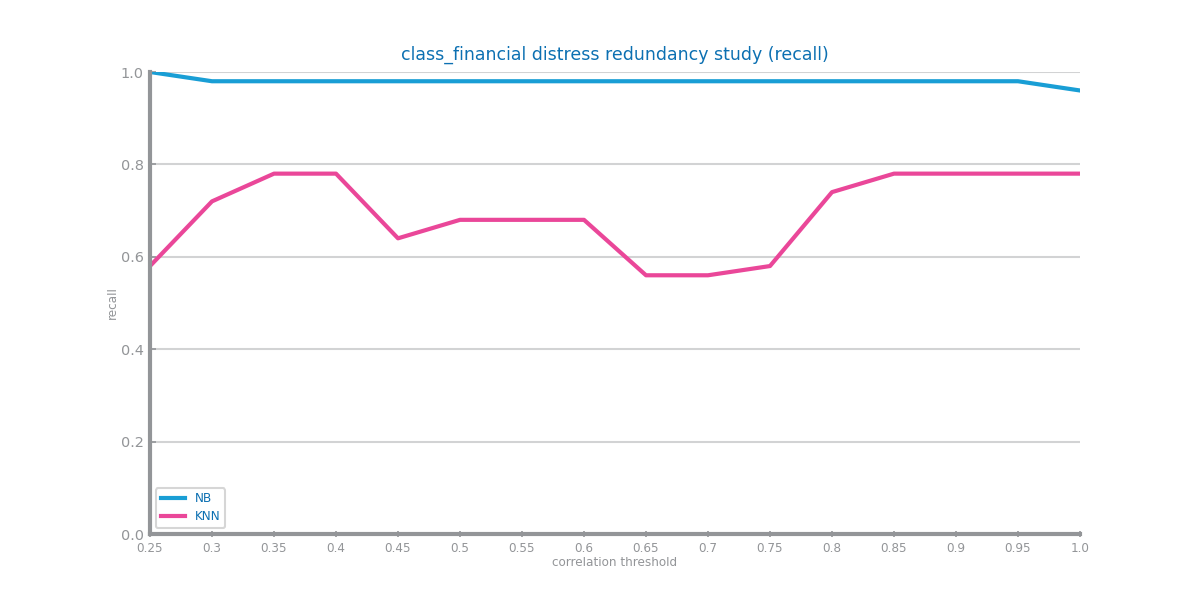 class_financial distress redundancy study (recall)
1.0
0.8
0.6
0.4
0.2
0.0
recall
NB
KNN
0.25 0.3 0.35 0.4 0.45 0.5 0.55 0.6 0.65 0.7 0.75 0.8 0.85 0.9 0.95 1.0
correlation threshold